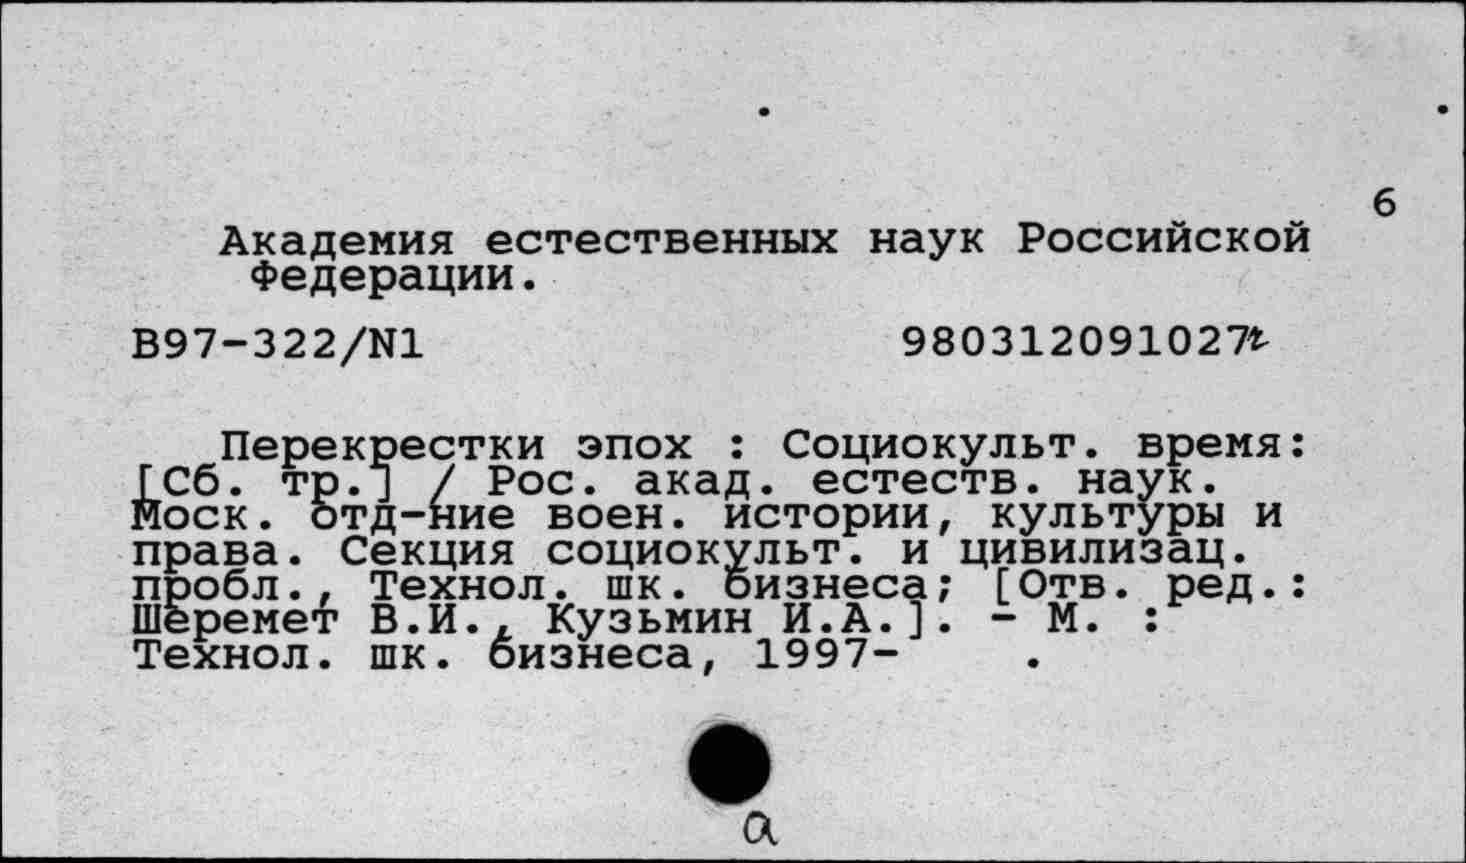 6
Академия естественных наук Российской
Федерации.
В97-322/N1 980312091027t
Перекрестки эпох : Социокульт. время:
[Сб. тр.] / Рос. акад. естеств. наук.
Моск. отд-ние воен. истории, культуры и
права. Секция социокульт. и цивилизац.
пробл., Технол. шк. бизнеса; [Отв. ред.:
Шеремет В.И., Кузьмин И.А.]. - М. :
Технол. шк. бизнеса, 1997- .
а